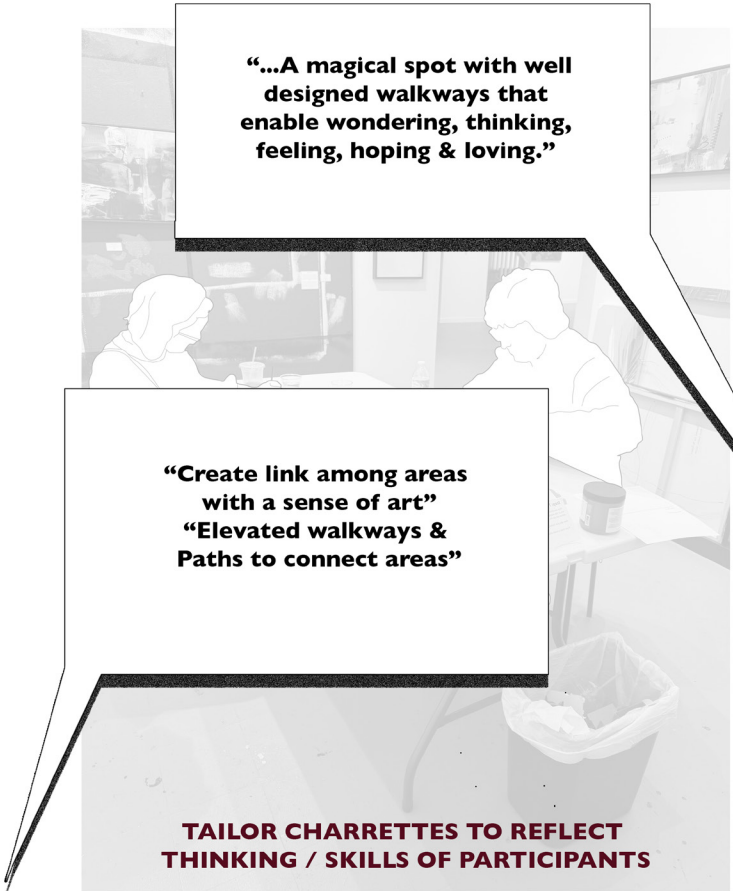 “...A magical spot with well
designed walkways that
enable wondering, thinking,
feeling, hoping & loving.”
“Create link among areas
with a sense of art”
“Elevated walkways &
Paths to connect areas”
TAILOR CHARRETTES TO REFLECT
THINKING / SKILLS OF PARTICIPANTS